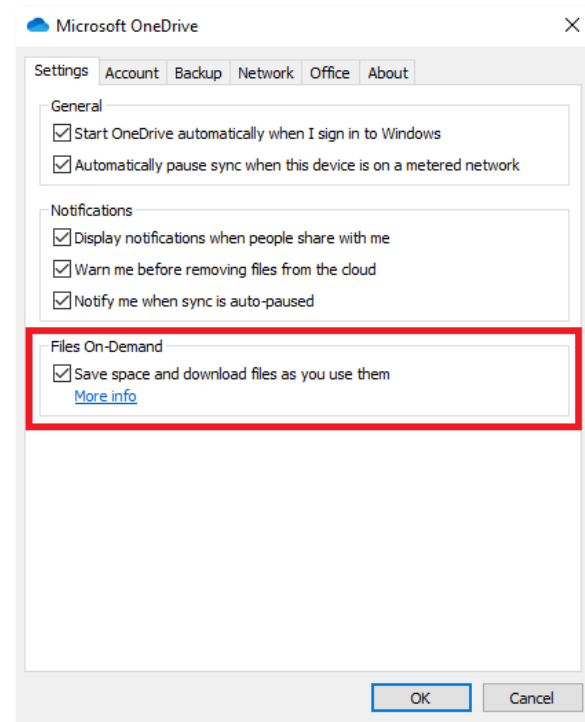 Microsoft OneDrive
Settings Account Backup Network Office About
General
Start OneDrive automatically when I sign in to Windows
Automatically pause sync when this device is on a metered network
Notifications
Display notifications when people share with me
Warn me before removing files from the cloud
Notify me when sync is auto-paused
Files On-Demand
Save space and download files as you use them
More info
OK Cancel